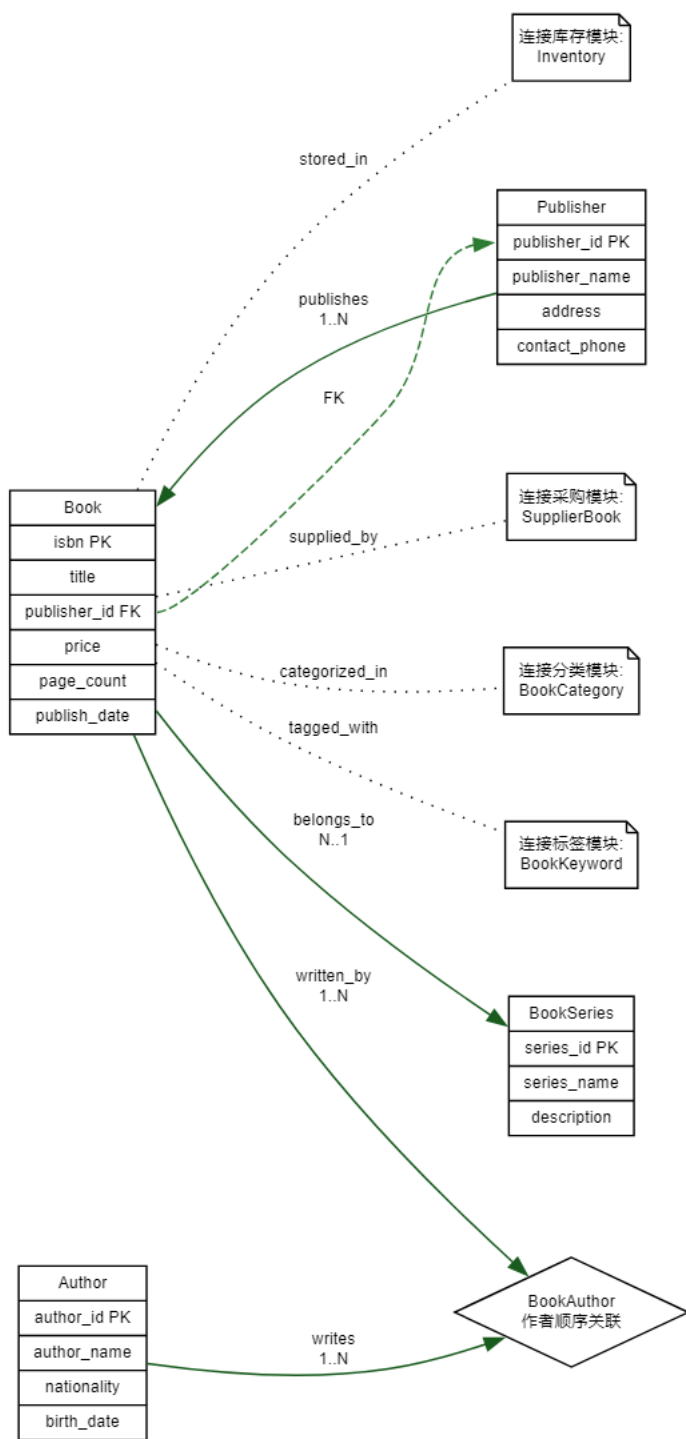 连接库存模块:
Inventory
stored_in
Publisher
publisher_id PK
publisher_name
address
contact_phone
publishes
1..N
FK
Book
isbn PK
title
publisher_id FK
price
page_count
publish_date
连接采购模块:
SupplierBook
supplied_by
连接分类模块:
BookCategory
categorized_in
tagged_with
连接标签模块:
BookKeyword
belongs_to
N..1
written_by
1..N
BookSeries
series_id PK
series_name
description
Author
author_id PK
author_name
nationality
birth_date
writes
1..N
BookAuthor
作者顺序关联